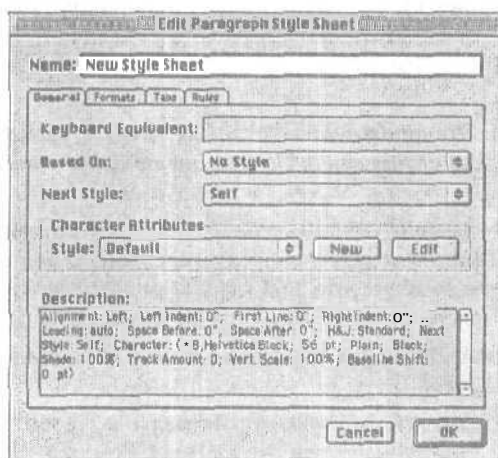 Edit Paragraph Style Sheet
Name: New Style Sheet
General Formats Tabs Rules
Keyboard Equivalent:
Based On: No Style
Next Style: Self
Character Attributes
Style: Default New Edit
Description:
Alignment: Left; Left Indent: 0"; First Line: 0"; Right Indent: 0";
Leading: auto; Space Before: 0"; Space After: 0"; H&J: Standard; Next
Style: Self; Character: (*B,Helvetica Black; 56 pt; Plain; Black;
Shade: 100%; Track Amount: 0; Vert. Scale: 100%; Baseline Shift:
0 pt)
Cancel OK